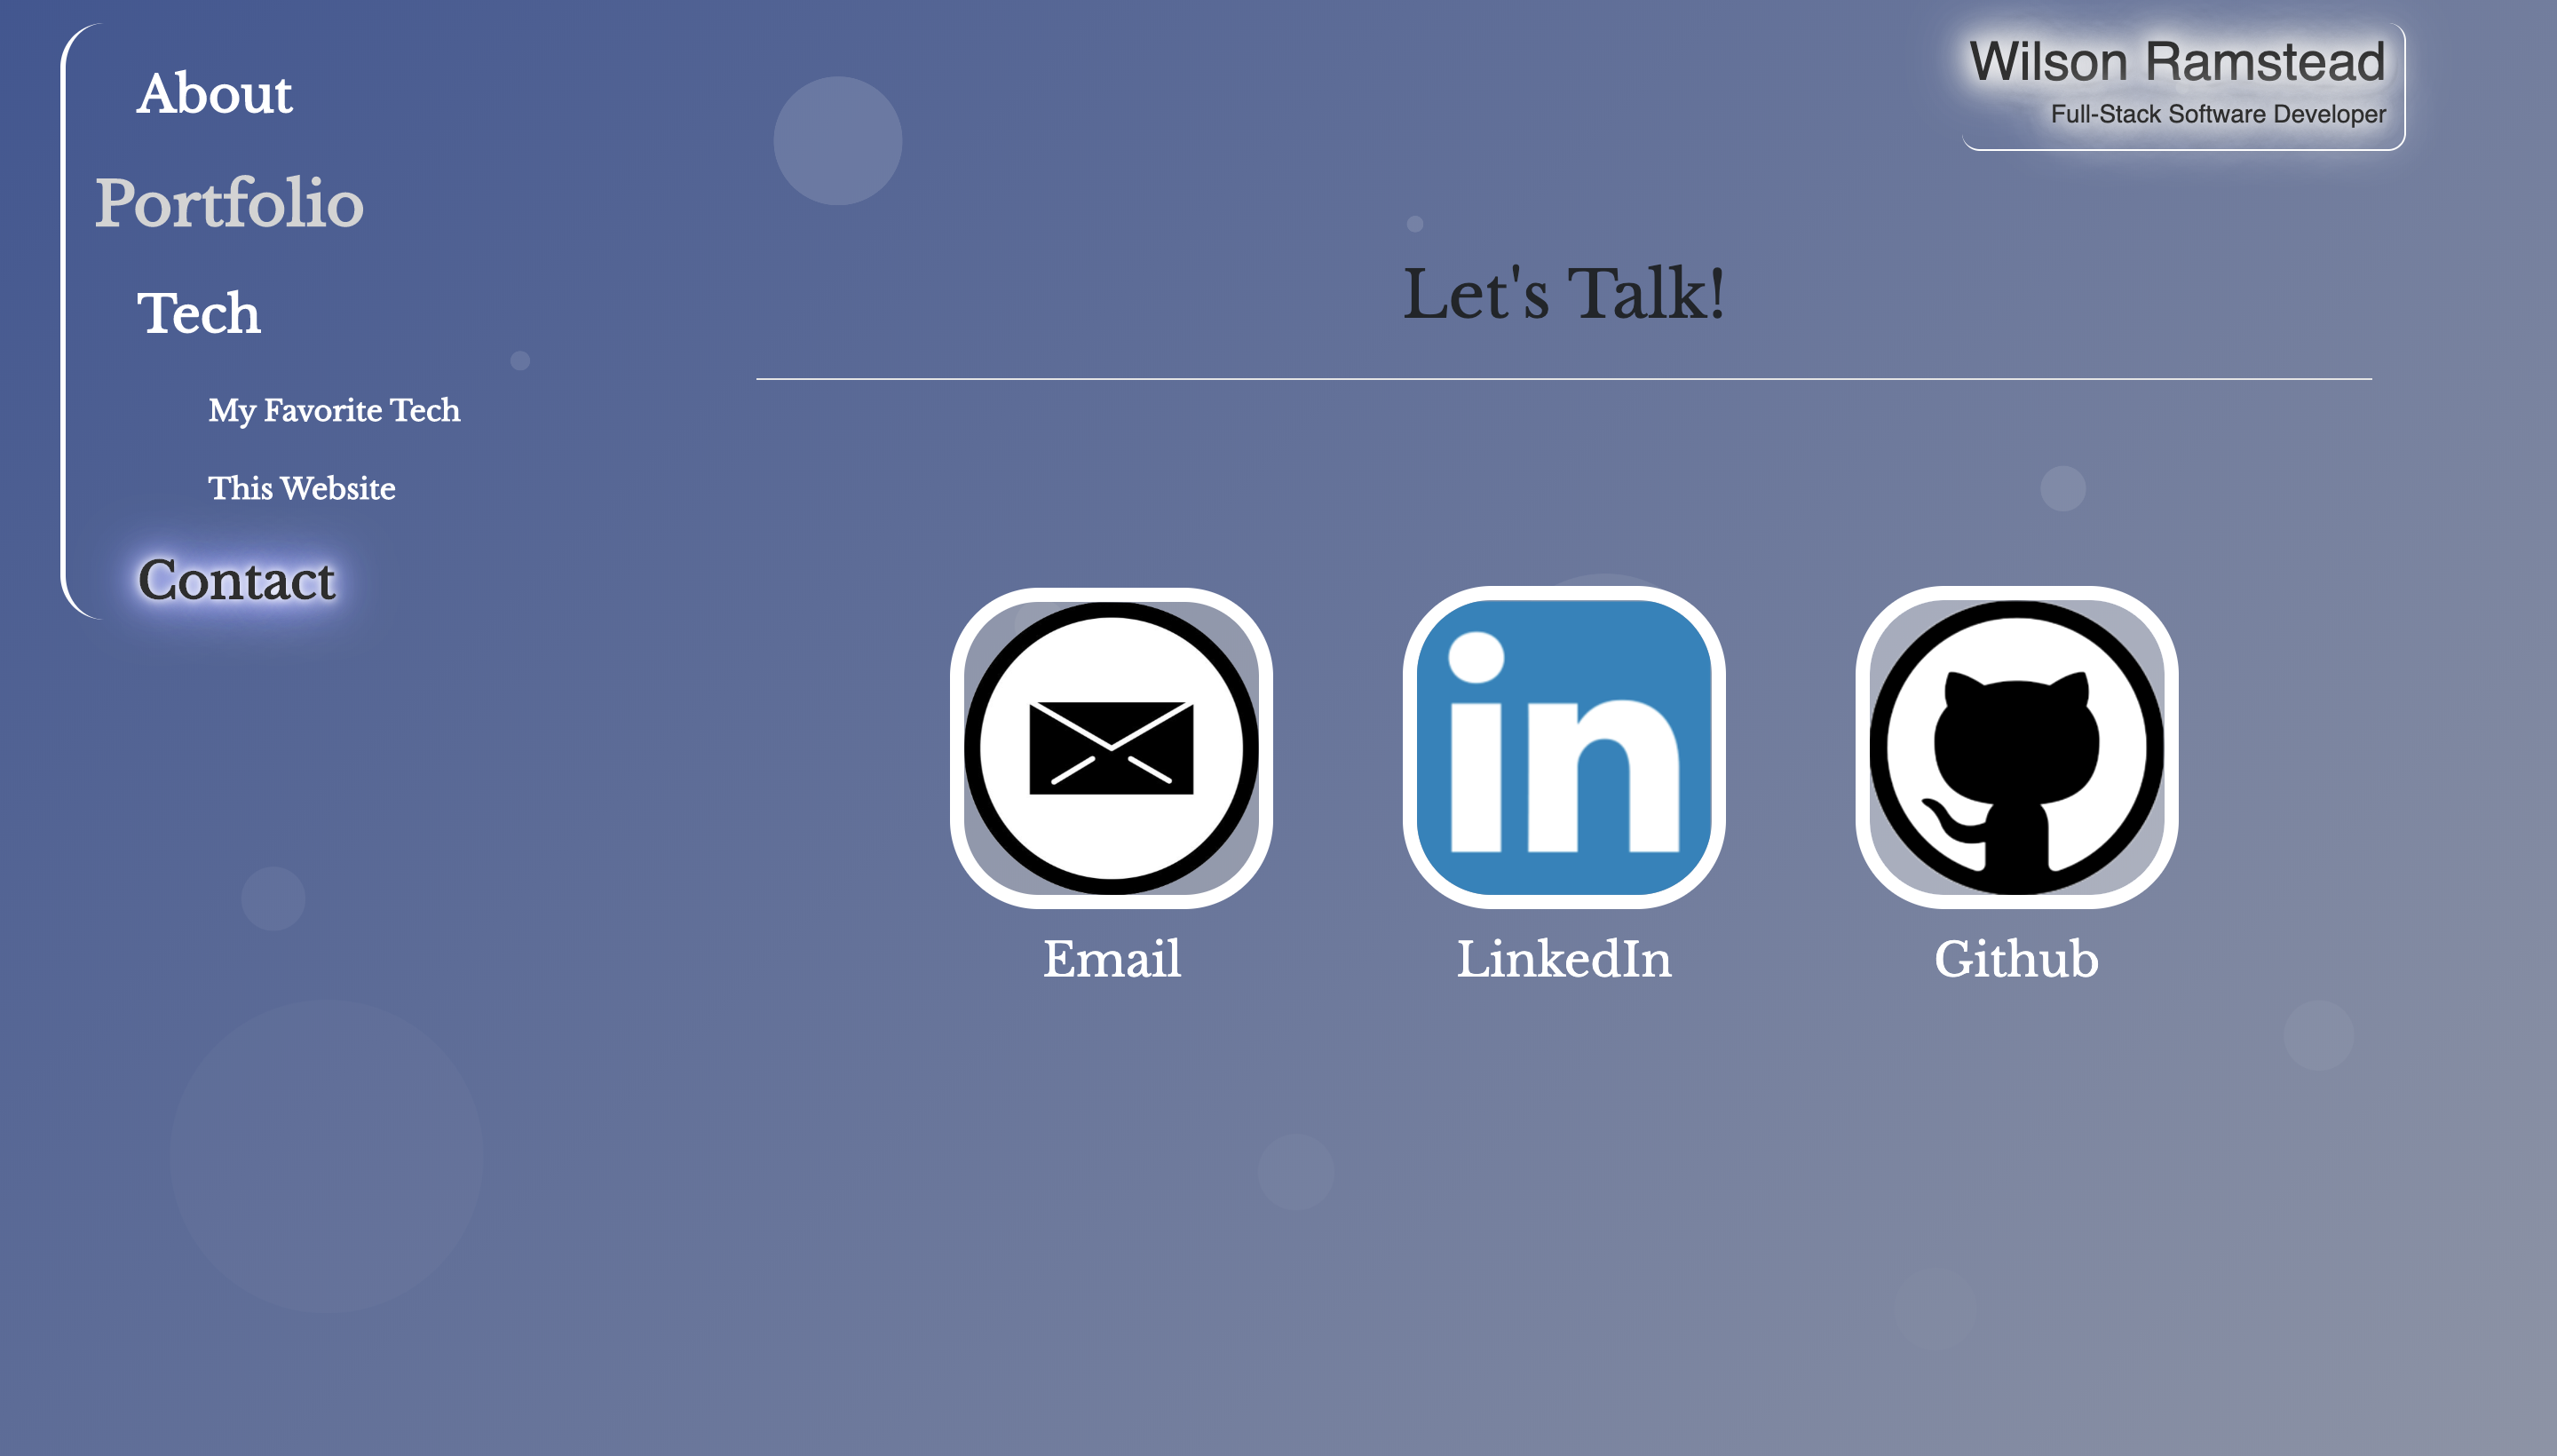 About
Portfolio
Tech
My Favorite Tech
This Website
Contact
Wilson Ramstead
Full-Stack Software Developer
Let's Talk!
in
Email
LinkedIn
Github